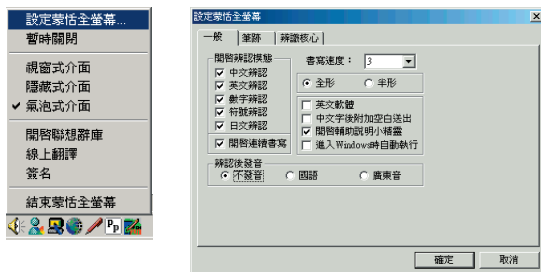 設定蒙恬全螢幕...
暫時關閉
視窗式介面
隱藏式介面
氣泡式介面
開啟聯想辭庫
線上翻譯
簽名
結束蒙恬全螢幕
設定蒙恬全螢幕
一般
筆跡
辨識核心
開啟辨認模態
中文辨認
英文辨認
數字辨認
符號辨認
日文辨認
開啟連續書寫
書寫速度：
3
全形
半形
英文軟體
中文字後附加空白送出
開啟輔助說明小精靈
進入Windows時自動執行
辨認後發音
不發音
國語
廣東音
確定
取消